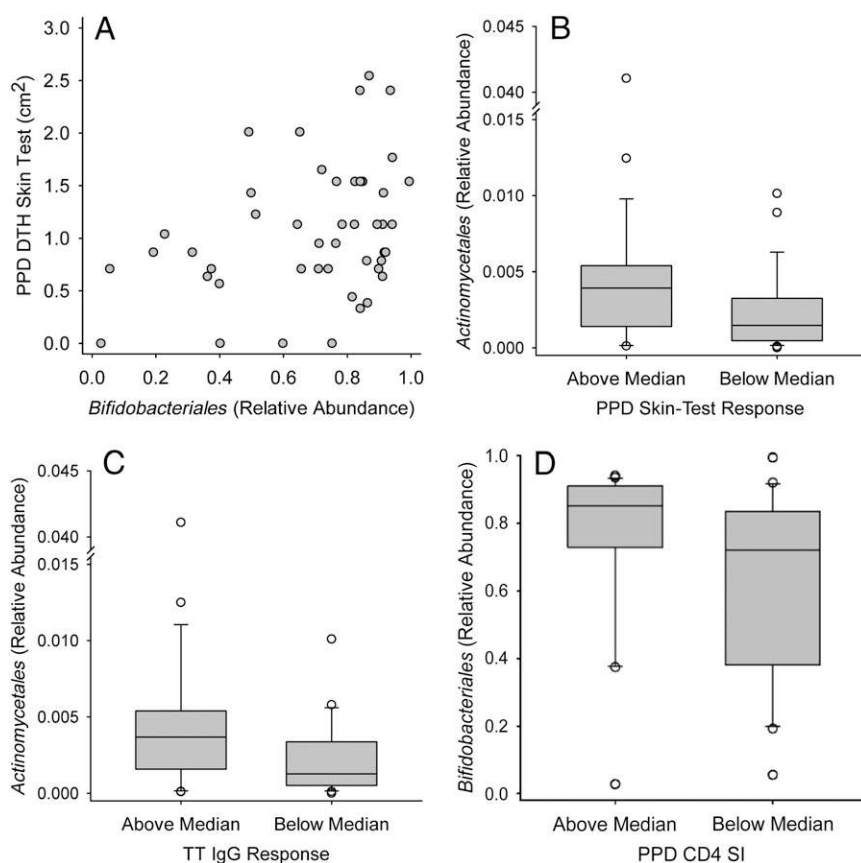 A
PPD DTH Skin Test (cm²)
3.0
2.5
2.0
1.5
1.0
0.5
0.0
0.0 0.2 0.4 0.6 0.8 1.0
Bifidobacteriales (Relative Abundance)
B
Actinomycetales (Relative Abundance)
0.045
0.040
0.015
0.010
0.005
0.000
Above Median Below Median
PPD Skin-Test Response
C
Actinomycetales (Relative Abundance)
0.045
0.040
0.015
0.010
0.005
0.000
Above Median Below Median
TT IgG Response
D
Bifidobacteriales (Relative Abundance)
1.0
0.8
0.6
0.4
0.2
0.0
Above Median Below Median
PPD CD4 SI